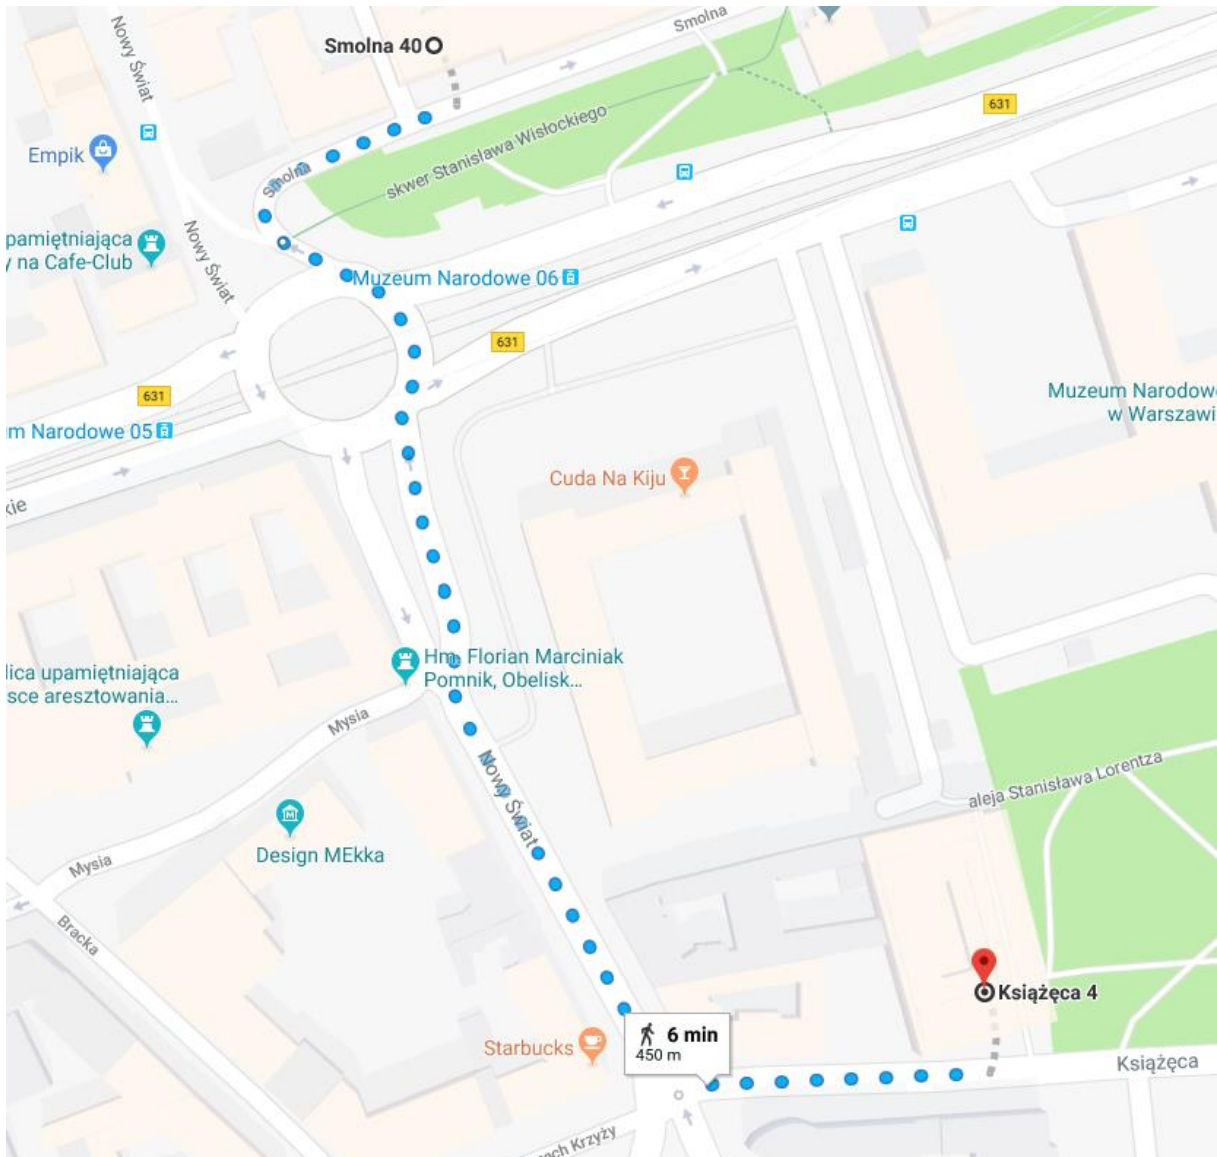 Nowy Świat
Smolna 40
Smolna
631
Empik
skwer Stanisława Wisłockiego
Smolna
pamiętniająca
y na Cafe-Club
Nowy Świat
Muzeum Narodowe 06
631
631
Muzeum Narodowe
w Warszawi
m Narodowe 05
Cuda Na Kiju
kie
Hm. Florian Marciniak
Pomnik, Obelisk...
lica upamiętniająca
sce aresztowania...
Mysia
Nowy Świat
aleja Stanisława Lorentza
Design MEkka
Mysia
Bracka
Książęca 4
6 min
450 m
Starbucks
Książęca
ach Krzyży